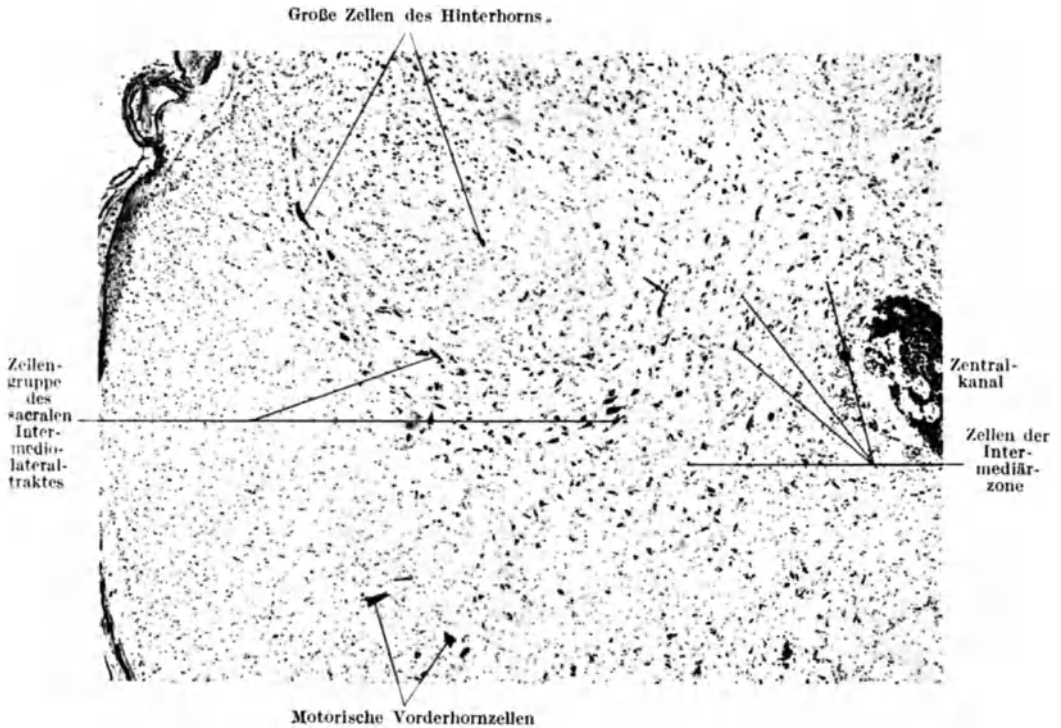 Große Zellen des Hinterhorns.
Zellen-
gruppe
des
sacralen
Inter-
medio-
lateral-
traktes
Zentral-
kanal
Zellen der
Inter-
mediär-
zone
Motorische Vorderhornzellen